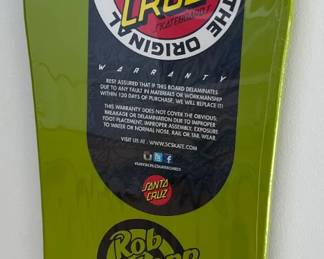 CRUZ
SKATEBOARDS
THE ORIGINAL
WARRANTY
REST ASSURED THAT IF THIS BOARD DELAMINATES
DUE TO ANY FAULT IN MATERIALS OR WORKMANSHIP
WITHIN 120 DAYS OF PURCHASE, WE WILL REPLACE IT!
THIS WARRANTY DOES NOT COVER THE OBVIOUS:
BREAKAGE OR DELAMINATION DUE TO IMPROPER
FOOT PLACEMENT, IMPROPER ASSEMBLY, EXPOSURE
TO WATER OR NORMAL NOSE, RAIL OR TAIL WEAR.
VISIT US AT : WWW.SCSKATE.COM
SANTA
CRUZ
Rob